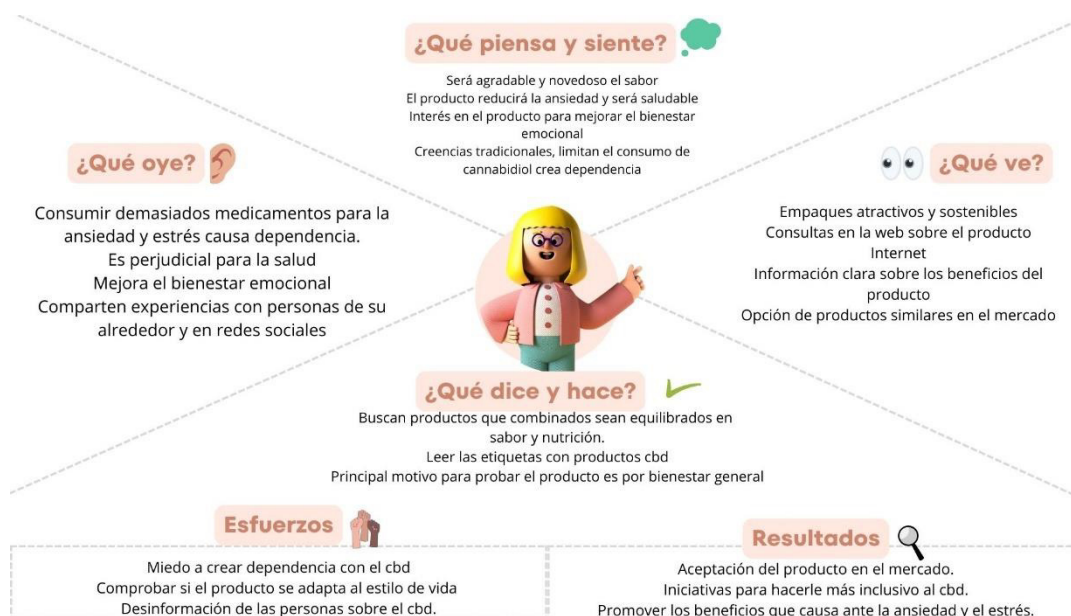 ¿Qué piensa y siente?
Será agradable y novedoso el sabor
El producto reducirá la ansiedad y será saludable
Interés en el producto para mejorar el bienestar
emocional
Creencias tradicionales, limitan el consumo de
cannabidiol crea dependencia
¿Qué oye?
Consumir demasiados medicamentos para la
ansiedad y estrés causa dependencia.
Es perjudicial para la salud
Mejora el bienestar emocional
Comparten experiencias con personas de su
alrededor y en redes sociales
¿Qué ve?
Empaques atractivos y sostenibles
Consultas en la web sobre el producto
Internet
Información clara sobre los beneficios del
producto
Opción de productos similares en el mercado
¿Qué dice y hace?
Buscan productos que combinados sean equilibrados en
sabor y nutrición.
Leer las etiquetas con productos cbd
Principal motivo para probar el producto es por bienestar general
Esfuerzos
Miedo a crear dependencia con el cbd
Comprobar si el producto se adapta al estilo de vida
Desinformación de las personas sobre el cbd.
Resultados
Aceptación del producto en el mercado.
Iniciativas para hacerle más inclusivo al cbd.
Promover los beneficios que causa ante la ansiedad y el estrés.